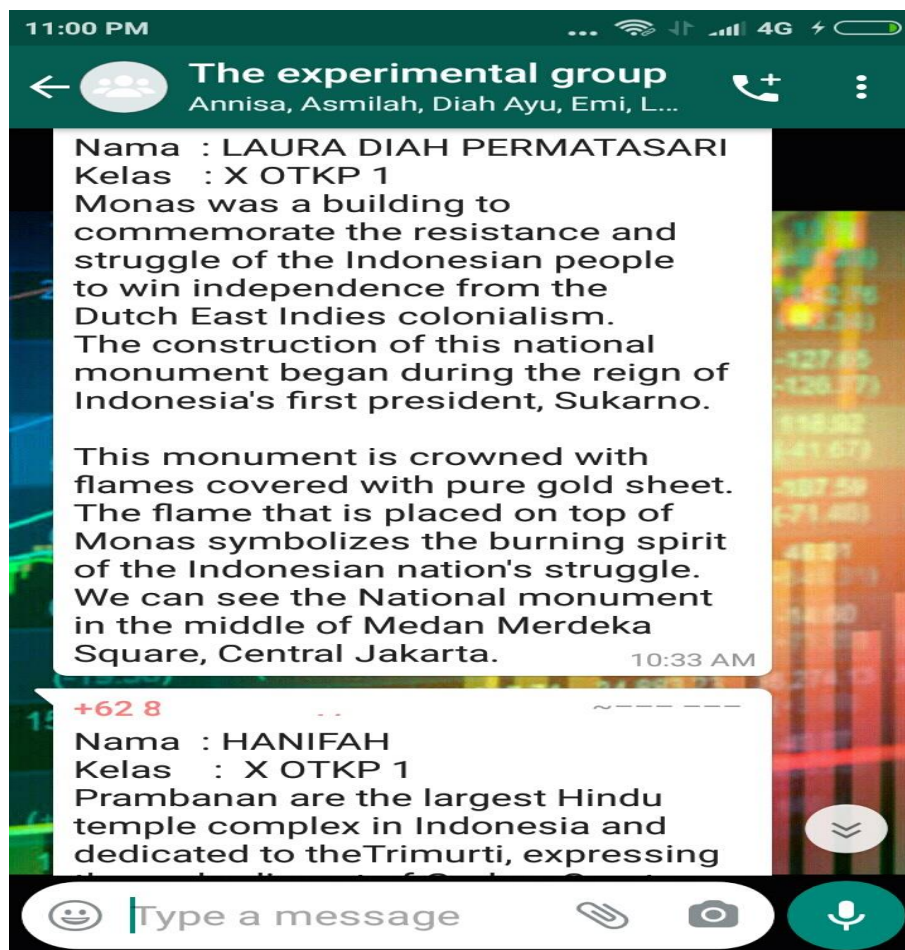 11:00 PM ... 4G
The experimental group
Annisa, Asmilah, Diah Ayu, Emi, L...
Nama : LAURA DIAH PERMATASARI
Kelas : X OTKP 1
Monas was a building to
commemorate the resistance and
struggle of the Indonesian people
to win independence from the
Dutch East Indies colonialism.
The construction of this national
monument began during the reign of
Indonesia's first president, Sukarno.
This monument is crowned with
flames covered with pure gold sheet.
The flame that is placed on top of
Monas symbolizes the burning spirit
of the Indonesian nation's struggle.
We can see the National monument
in the middle of Medan Merdeka
Square, Central Jakarta.
10:33 AM
+62 8
Nama : HANIFAH
Kelas : X OTKP 1
Prambanan are the largest Hindu
temple complex in Indonesia and
dedicated to theTrimurti, expressing
Type a message